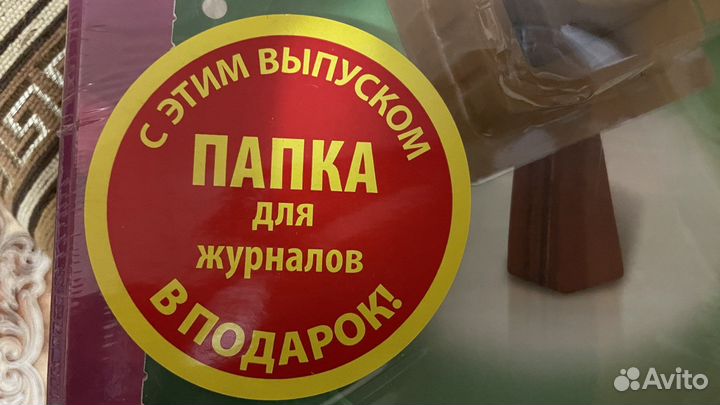 С ЭТИМ ВЫПУСКОМ
ПАПКА
для
журналов
В ПОДАРОК!
Avito